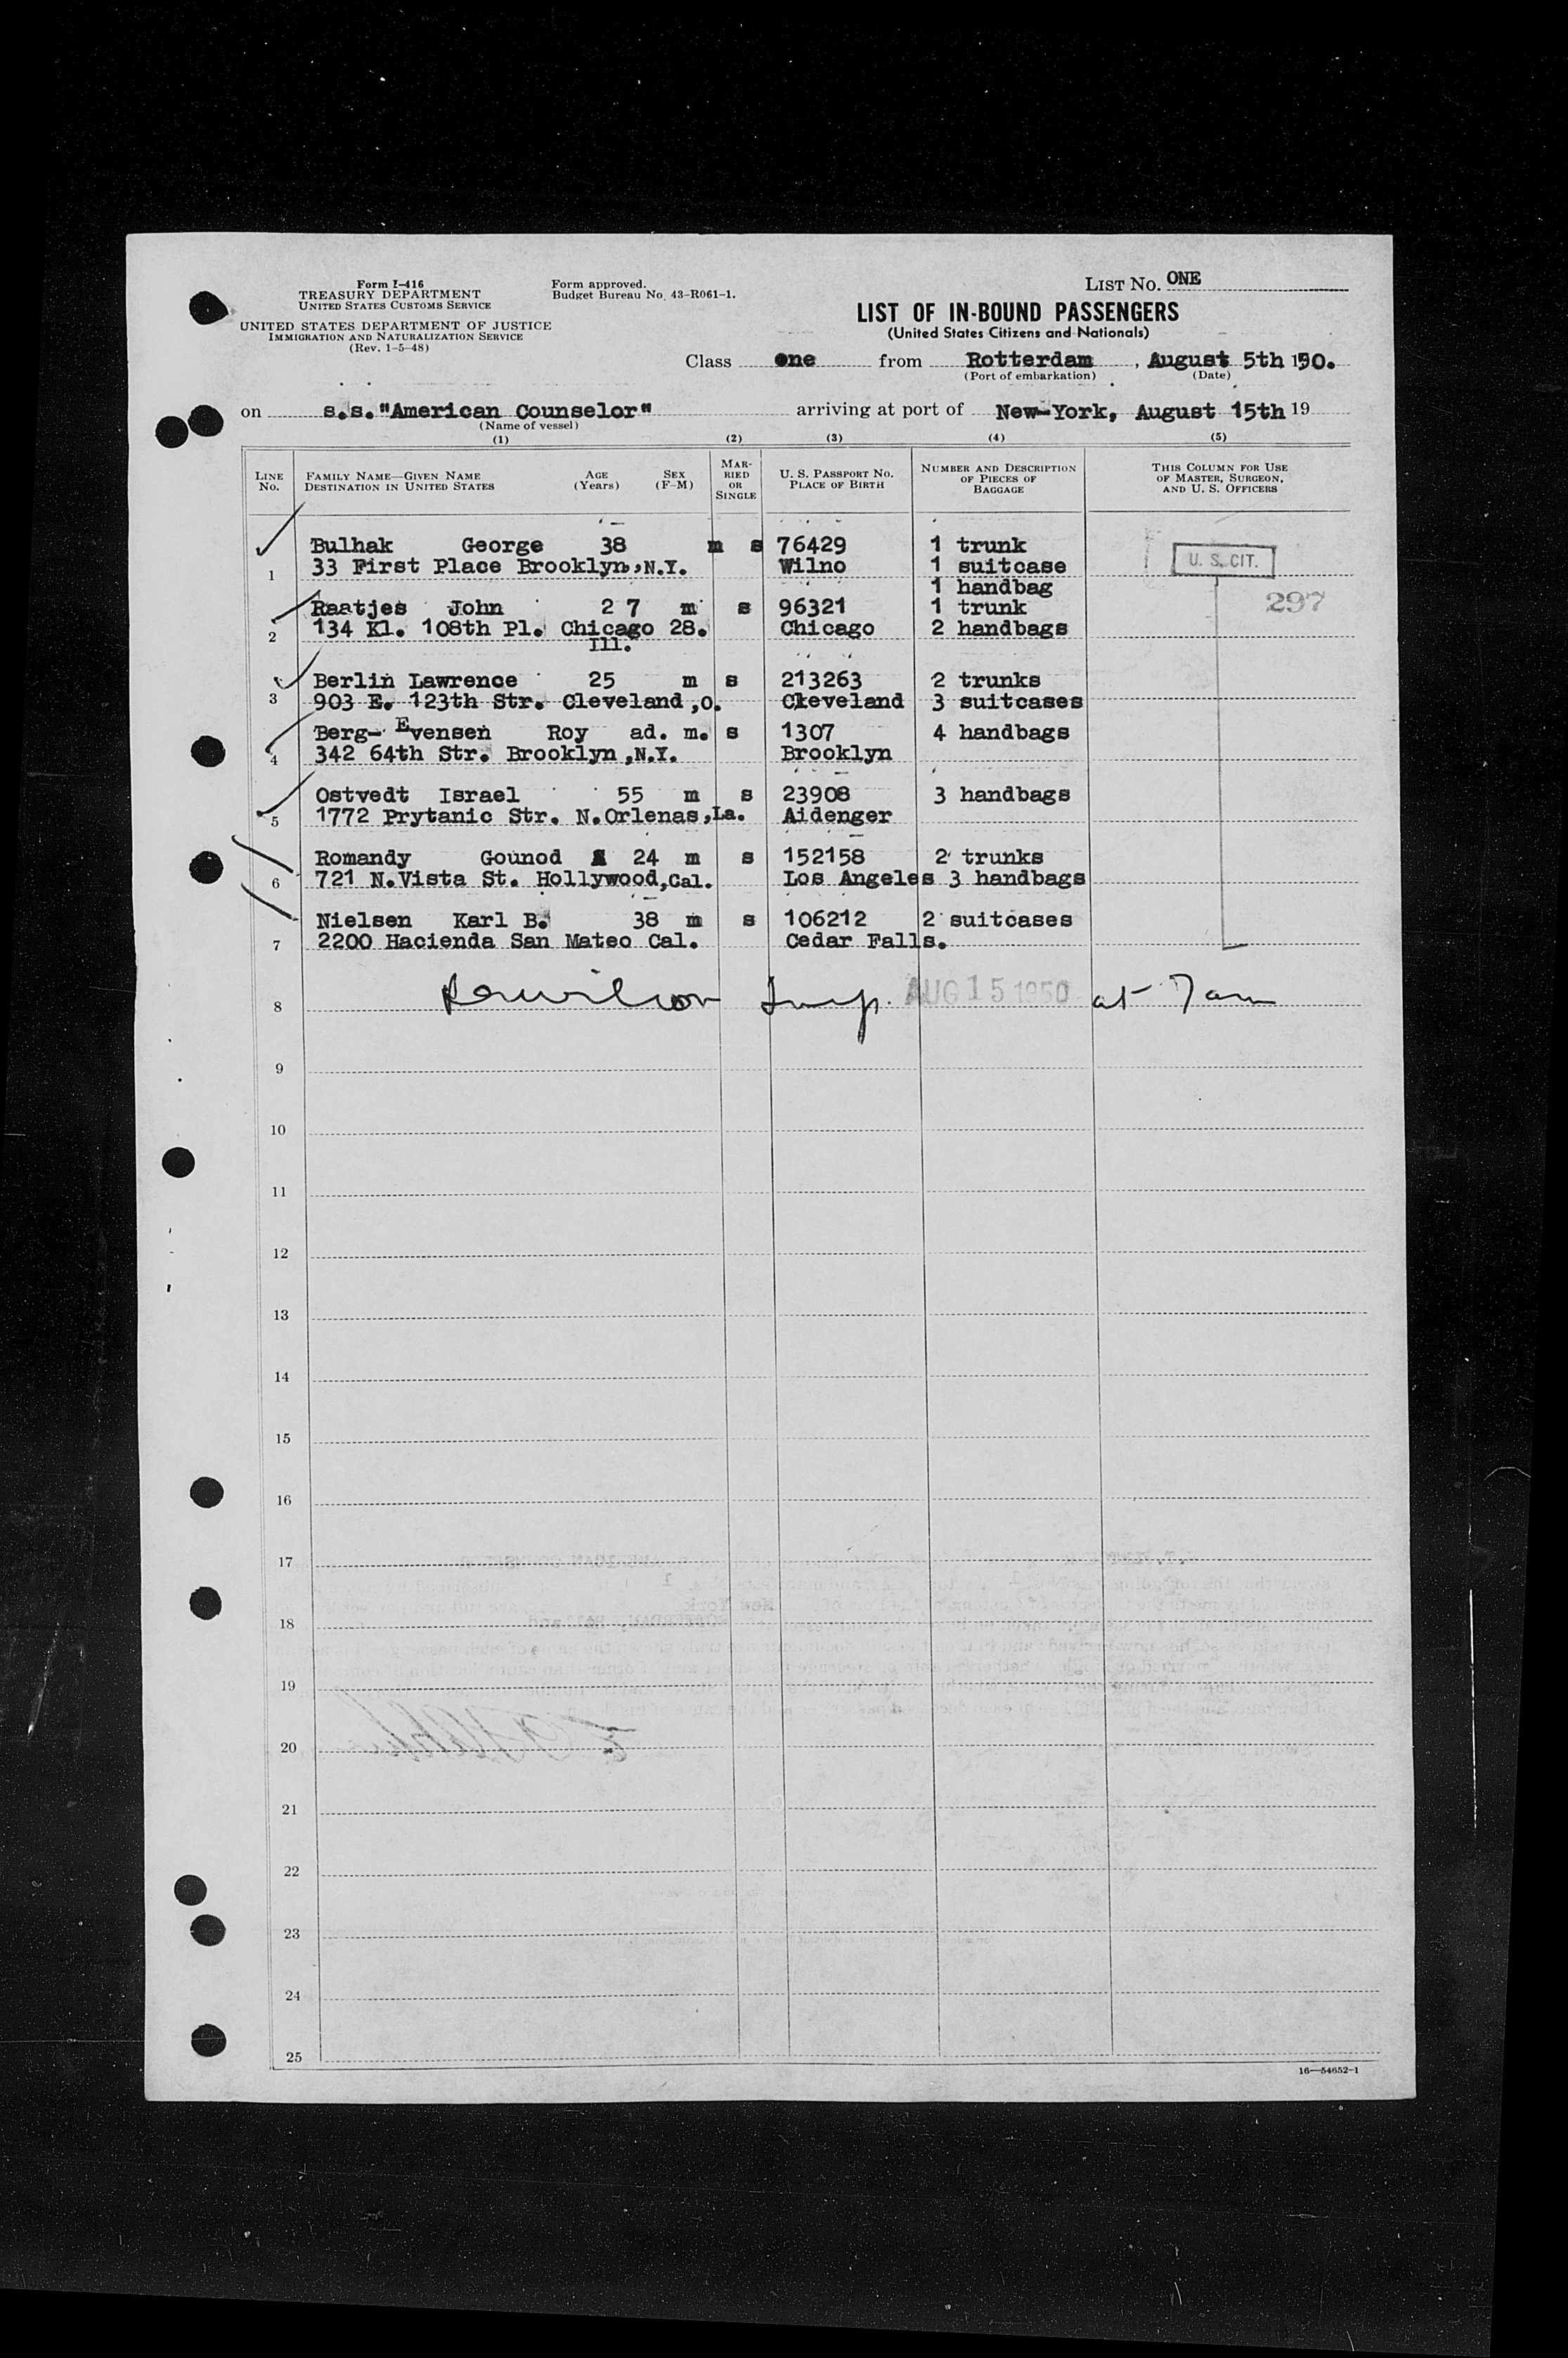 Form I-416
TREASURY DEPARTMENT
UNITED STATES CUSTOMS SERVICE
UNITED STATES DEPARTMENT OF JUSTICE
IMMIGRATION AND NATURALIZATION SERVICE
(Rev. 1-5-48)
Form approved.
Budget Bureau No. 43-R061-1.
LIST No. ONE
LIST OF IN-BOUND PASSENGERS
(United States Citizens and Nationals)
Class one from Rotterdam, August 5th 1950.
(Port of embarkation) (Date)
on s.s."American Counselor" arriving at port of New-York, August 15th 19
(Name of vessel)
(1) (2) (3) (4) (5)
LINE No. FAMILY NAME—GIVEN NAME DESTINATION IN UNITED STATES AGE (Years) SEX (F-M) MARRIED OR SINGLE U. S. PASSPORT No. PLACE OF BIRTH NUMBER AND DESCRIPTION OF PIECES OF BAGGAGE THIS COLUMN FOR USE OF MASTER, SURGEON, AND U. S. OFFICERS
Bulhak George 38 m s 76429 1 trunk
1 33 First Place Brooklyn,N.Y. Wilno 1 suitcase U. S. CIT.
1 handbag
Raatjes John 2 7 m s 96321 1 trunk 297
2 134 Kl. 108th Pl. Chicago 28. Chicago 2 handbags
Ill.
Berlin Lawrence 25 m s 213263 2 trunks
3 903 E. 123th Str. Cleveland,O. Cleveland 3 suitcases
Berg- Evensen Roy ad. m. s 1307 4 handbags
4 342 64th Str. Brooklyn,N.Y. Brooklyn
Ostvedt Israel 55 m s 23908 3 handbags
5 1772 Prytanic Str. N.Orlenas,La. Aidenger
Romandy Gounod 24 m s 152158 2 trunks
6 721 N.Vista St. Hollywood,Cal. Los Angeles 3 handbags
Nielsen Karl B. 38 m s 106212 2 suitcases
7 2200 Hacienda San Mateo Cal. Cedar Falls.
8 Insp. AUG 15 1950 at 7 am
9
10
11
12
13
14
15
16
17
18
19
20
21
22
23
24
25
16—54652-1